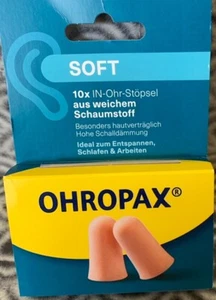 SOFT
10x IN-Ohr-Stöpsel
aus weichem
Schaumstoff
Besonders hautverträglich
Hohe Schalldämmung
Ideal zum Entspannen,
Schlafen & Arbeiten
OHROPAX®